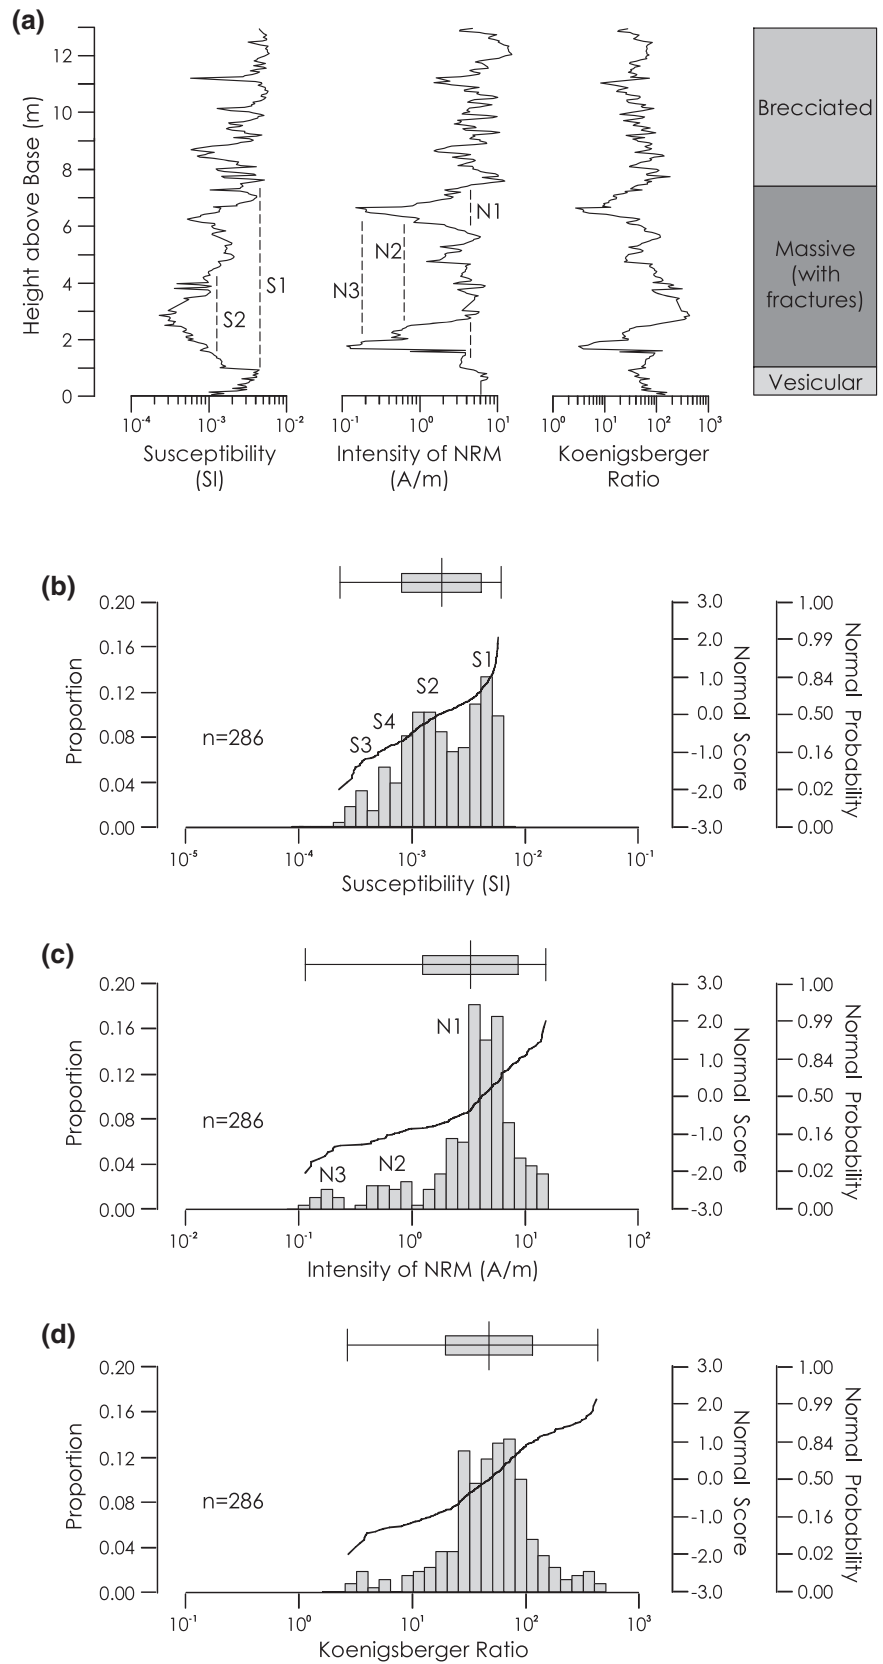 (a)
12
10
8
6
4
2
0
Height above Base (m)
S1
S2
10-4
10-3
10-2
Susceptibility
(SI)
N1
N2
N3
10-1
100
101
Intensity of NRM
(A/m)
100
101
102
103
Koenigsberger
Ratio
Brecciated
Massive
(with
fractures)
Vesicular
(b)
0.20
0.16
0.12
0.08
0.04
0.00
Proportion
n=286
S3
S4
S2
S1
10-5
10-4
10-3
10-2
10-1
Susceptibility (SI)
3.0
2.0
1.0
0.0
-1.0
-2.0
-3.0
Normal Score
1.00
0.99
0.84
0.50
0.16
0.02
0.00
Normal Probability
(c)
0.20
0.16
0.12
0.08
0.04
0.00
Proportion
n=286
N3
N2
N1
10-2
10-1
100
101
102
Intensity of NRM (A/m)
3.0
2.0
1.0
0.0
-1.0
-2.0
-3.0
Normal Score
1.00
0.99
0.84
0.50
0.16
0.02
0.00
Normal Probability
(d)
0.20
0.16
0.12
0.08
0.04
0.00
Proportion
n=286
10-1
100
101
102
103
Koenigsberger Ratio
3.0
2.0
1.0
0.0
-1.0
-2.0
-3.0
Normal Score
1.00
0.99
0.84
0.50
0.16
0.02
0.00
Normal Probability